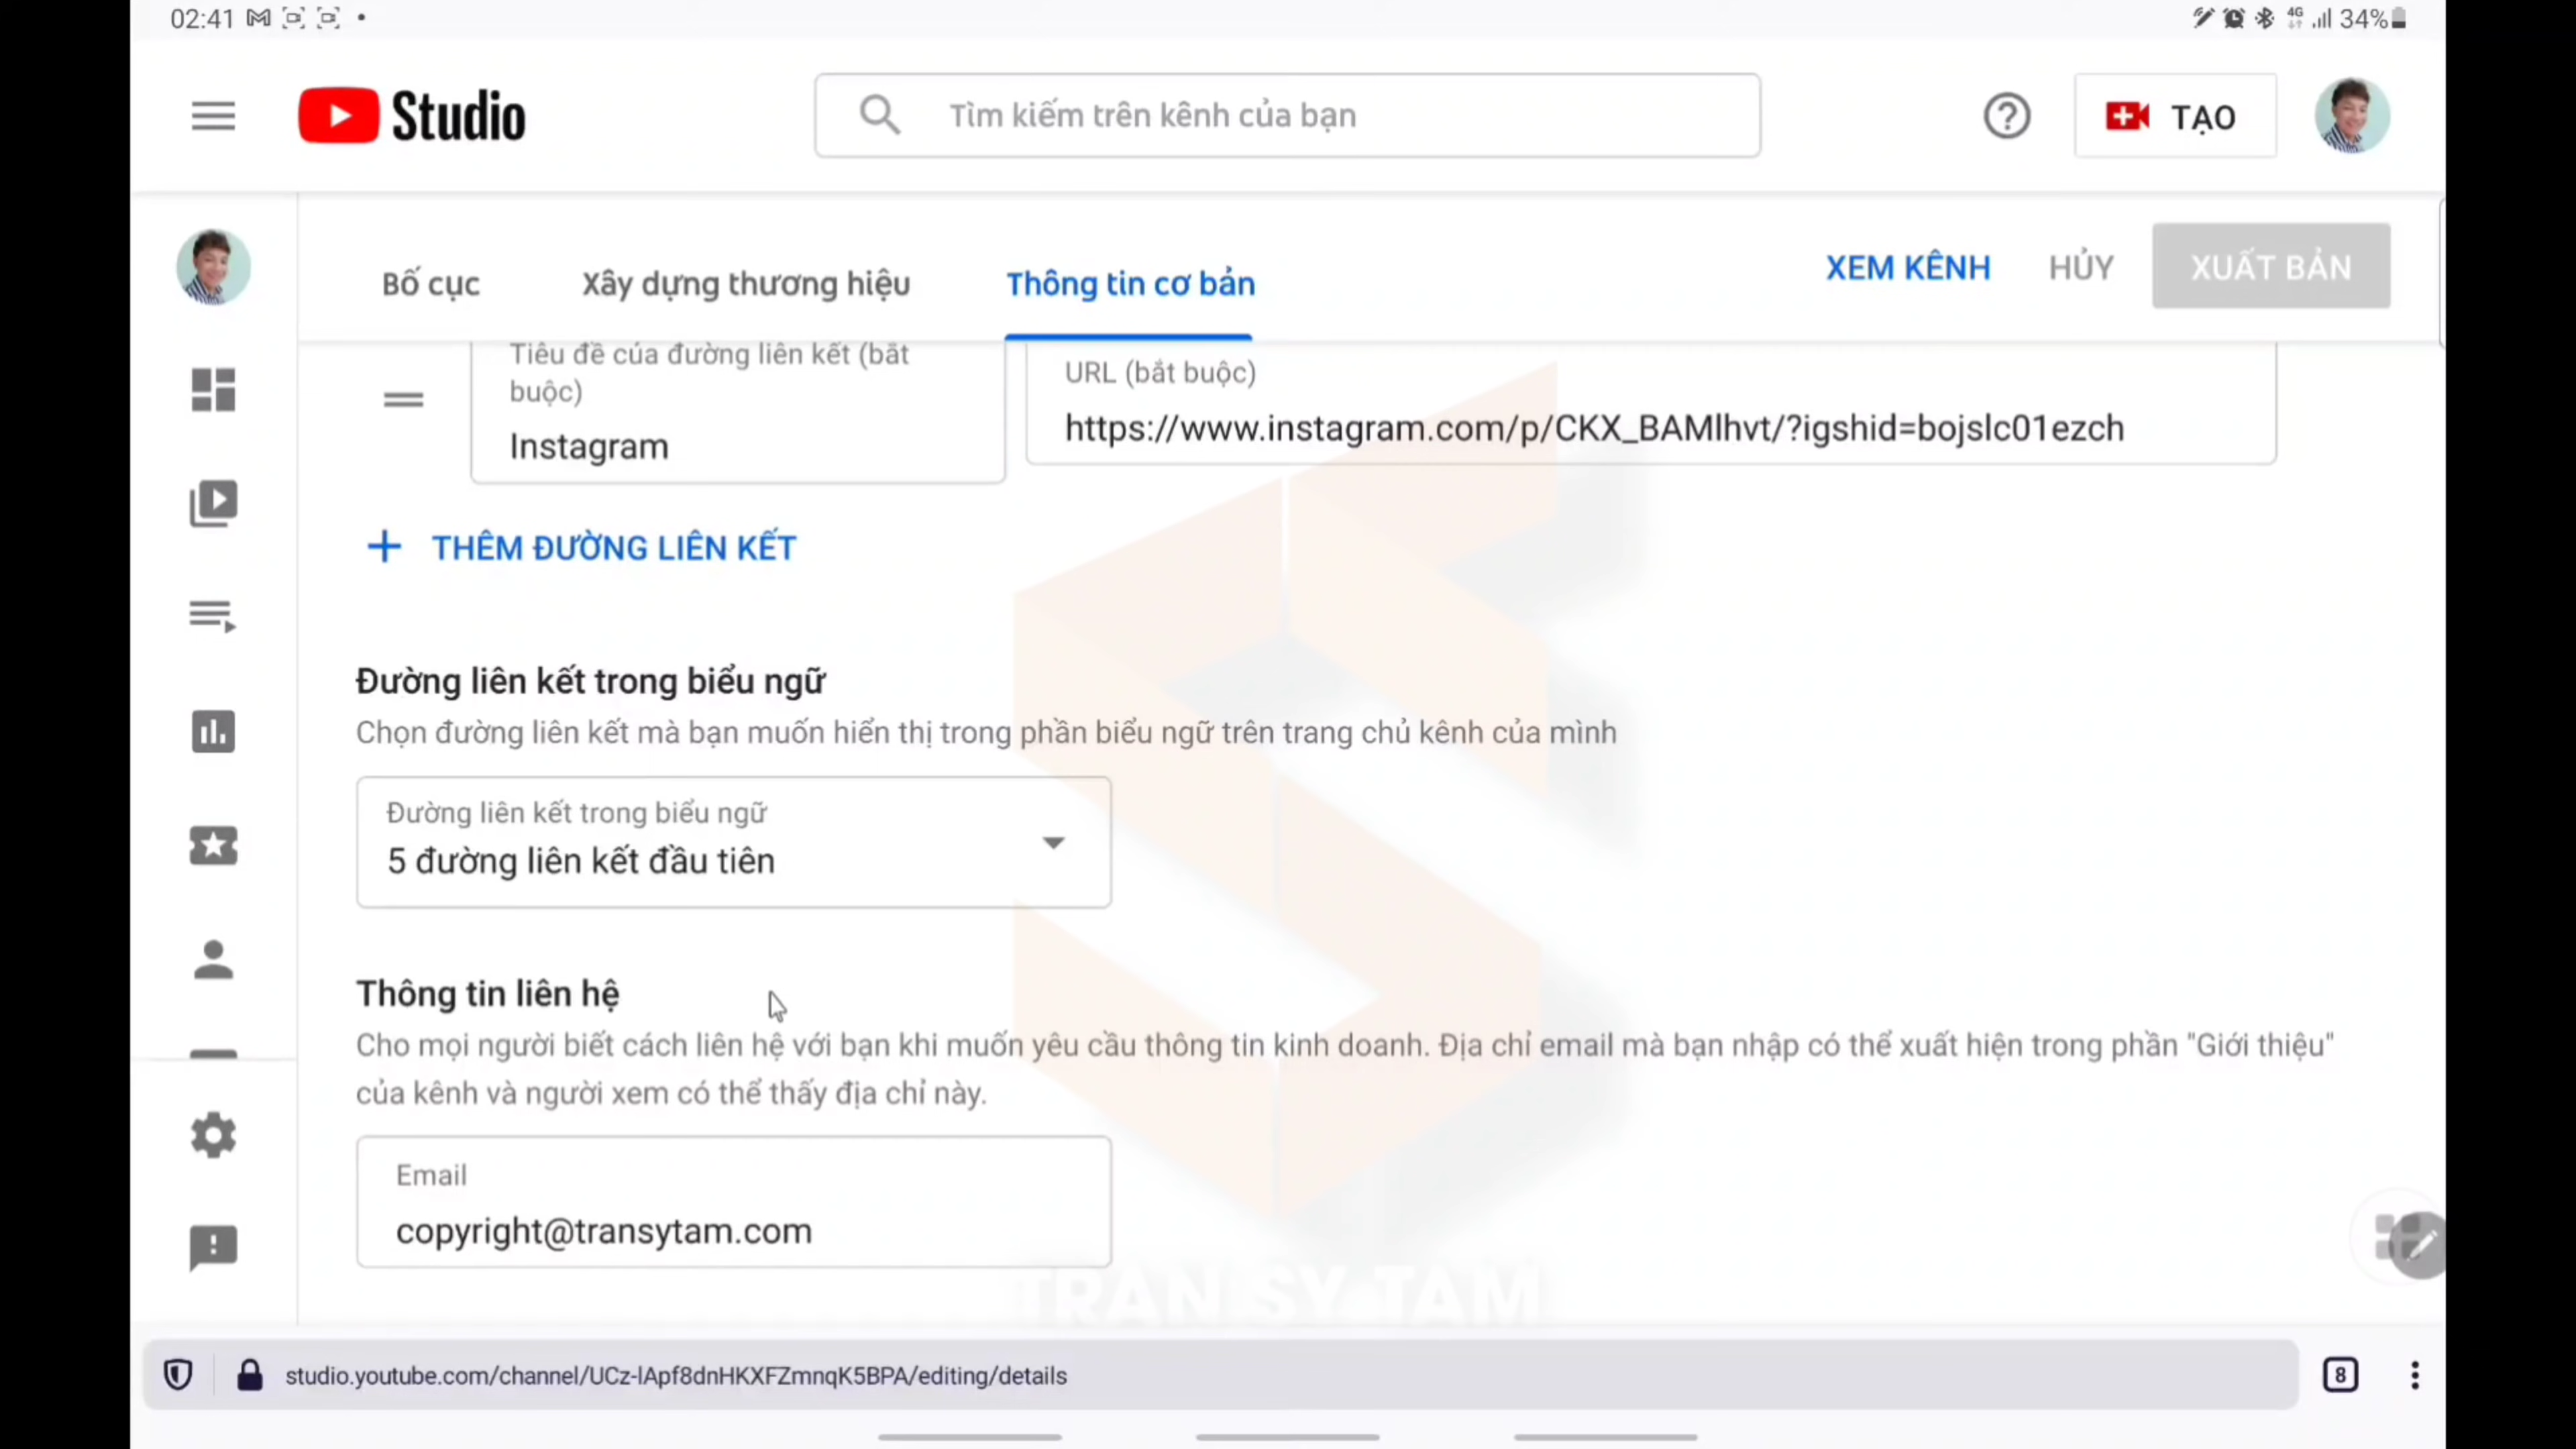 02:41
4G
34%
Studio
Tìm kiếm trên kênh của bạn
TẠO
Bố cục
Xây dựng thương hiệu
Thông tin cơ bản
XEM KÊNH
HỦY
XUẤT BẢN
Tiêu đề của đường liên kết (bắt
buộc)
Instagram
URL (bắt buộc)
https://www.instagram.com/p/CKX_BAMlhvt/?igshid=bojslc01ezch
THÊM ĐƯỜNG LIÊN KẾT
Đường liên kết trong biểu ngữ
Chọn đường liên kết mà bạn muốn hiển thị trong phần biểu ngữ trên trang chủ kênh của mình
Đường liên kết trong biểu ngữ
5 đường liên kết đầu tiên
Thông tin liên hệ
Cho mọi người biết cách liên hệ với bạn khi muốn yêu cầu thông tin kinh doanh. Địa chỉ email mà bạn nhập có thể xuất hiện trong phần "Giới thiệu"
của kênh và người xem có thể thấy địa chỉ này.
Email
copyright@transytam.com
TRAN SY TAM
studio.youtube.com/channel/UCz-lApf8dnHKXFZmnqK5BPA/editing/details
8